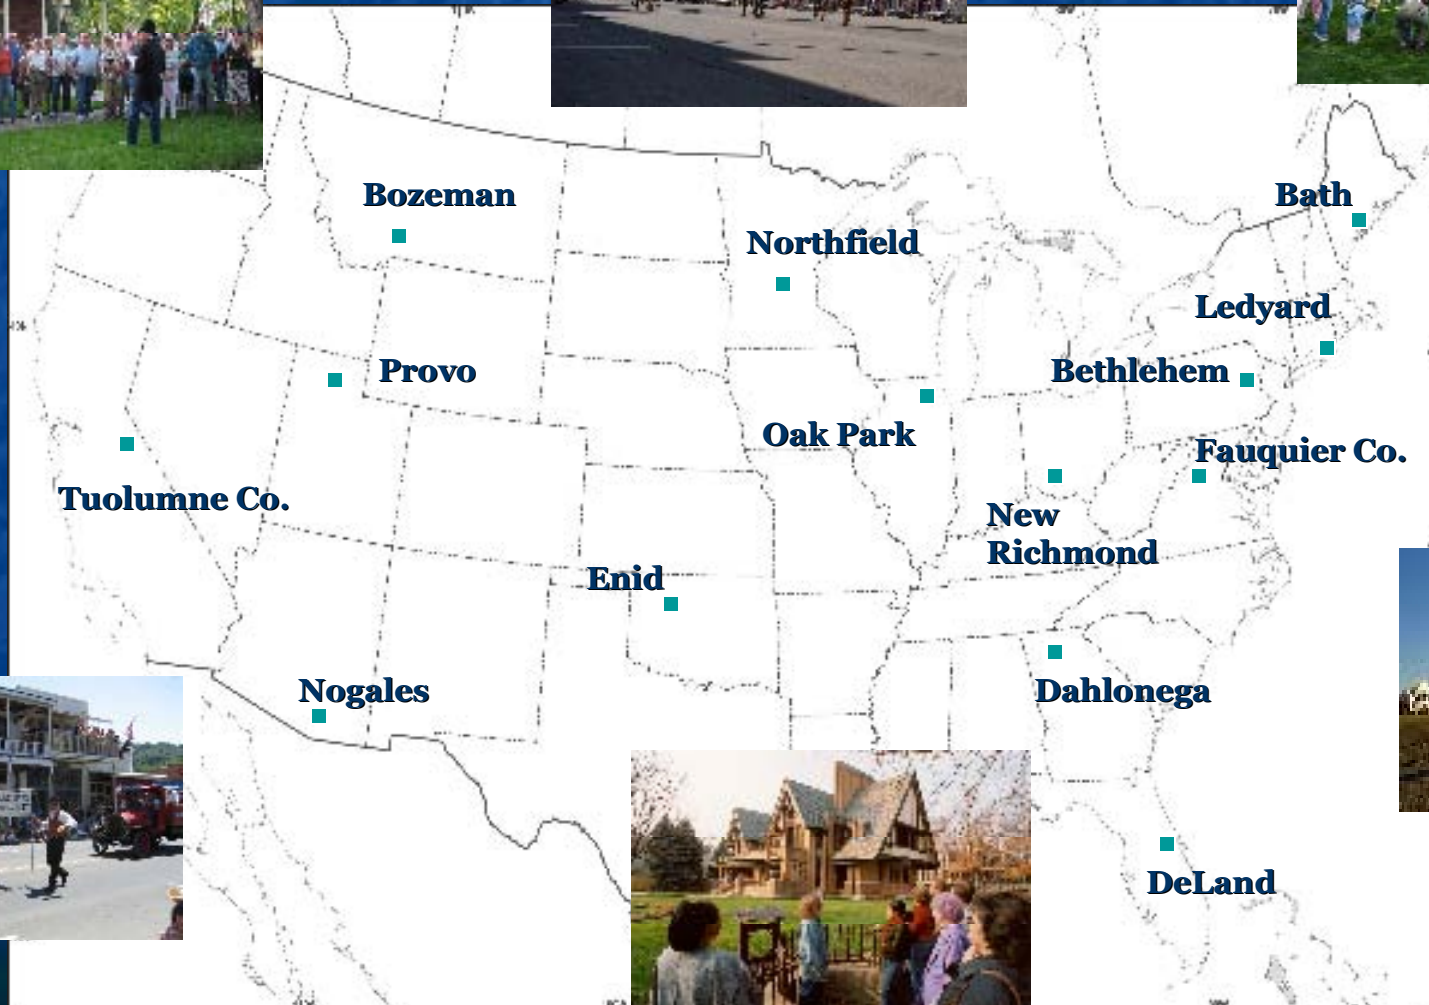 Bozeman
Bath
Northfield
Ledyard
Provo
Bethlehem
Oak Park
Fauquier Co.
Tuolumne Co.
New
Richmond
Enid
Nogales
Dahlonega
DeLand